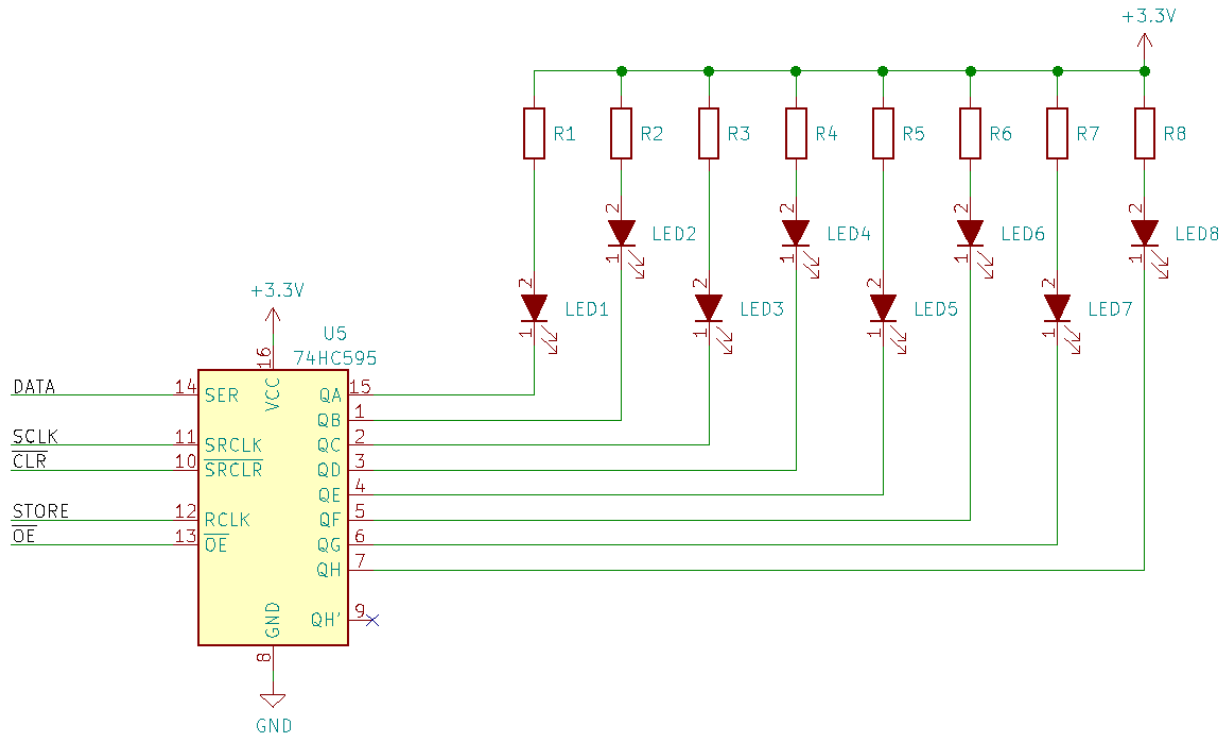 +3.3V
R1 R2 R3 R4 R5 R6 R7 R8
2 2 2 2
LED2 LED4 LED6 LED8
1 1 1 1
2 2 2 2
+3.3V
LED1 LED3 LED5 LED7
1 1 1 1
U5
74HC595
16
VCC
DATA 14 SER QA 15
QB 1
SCLK 11 SRCLK QC 2
CLR 10 SRCLR QD 3
QE 4
STORE 12 RCLK QF 5
OE 13 OE QG 6
QH 7
GND QH' 9
8
GND